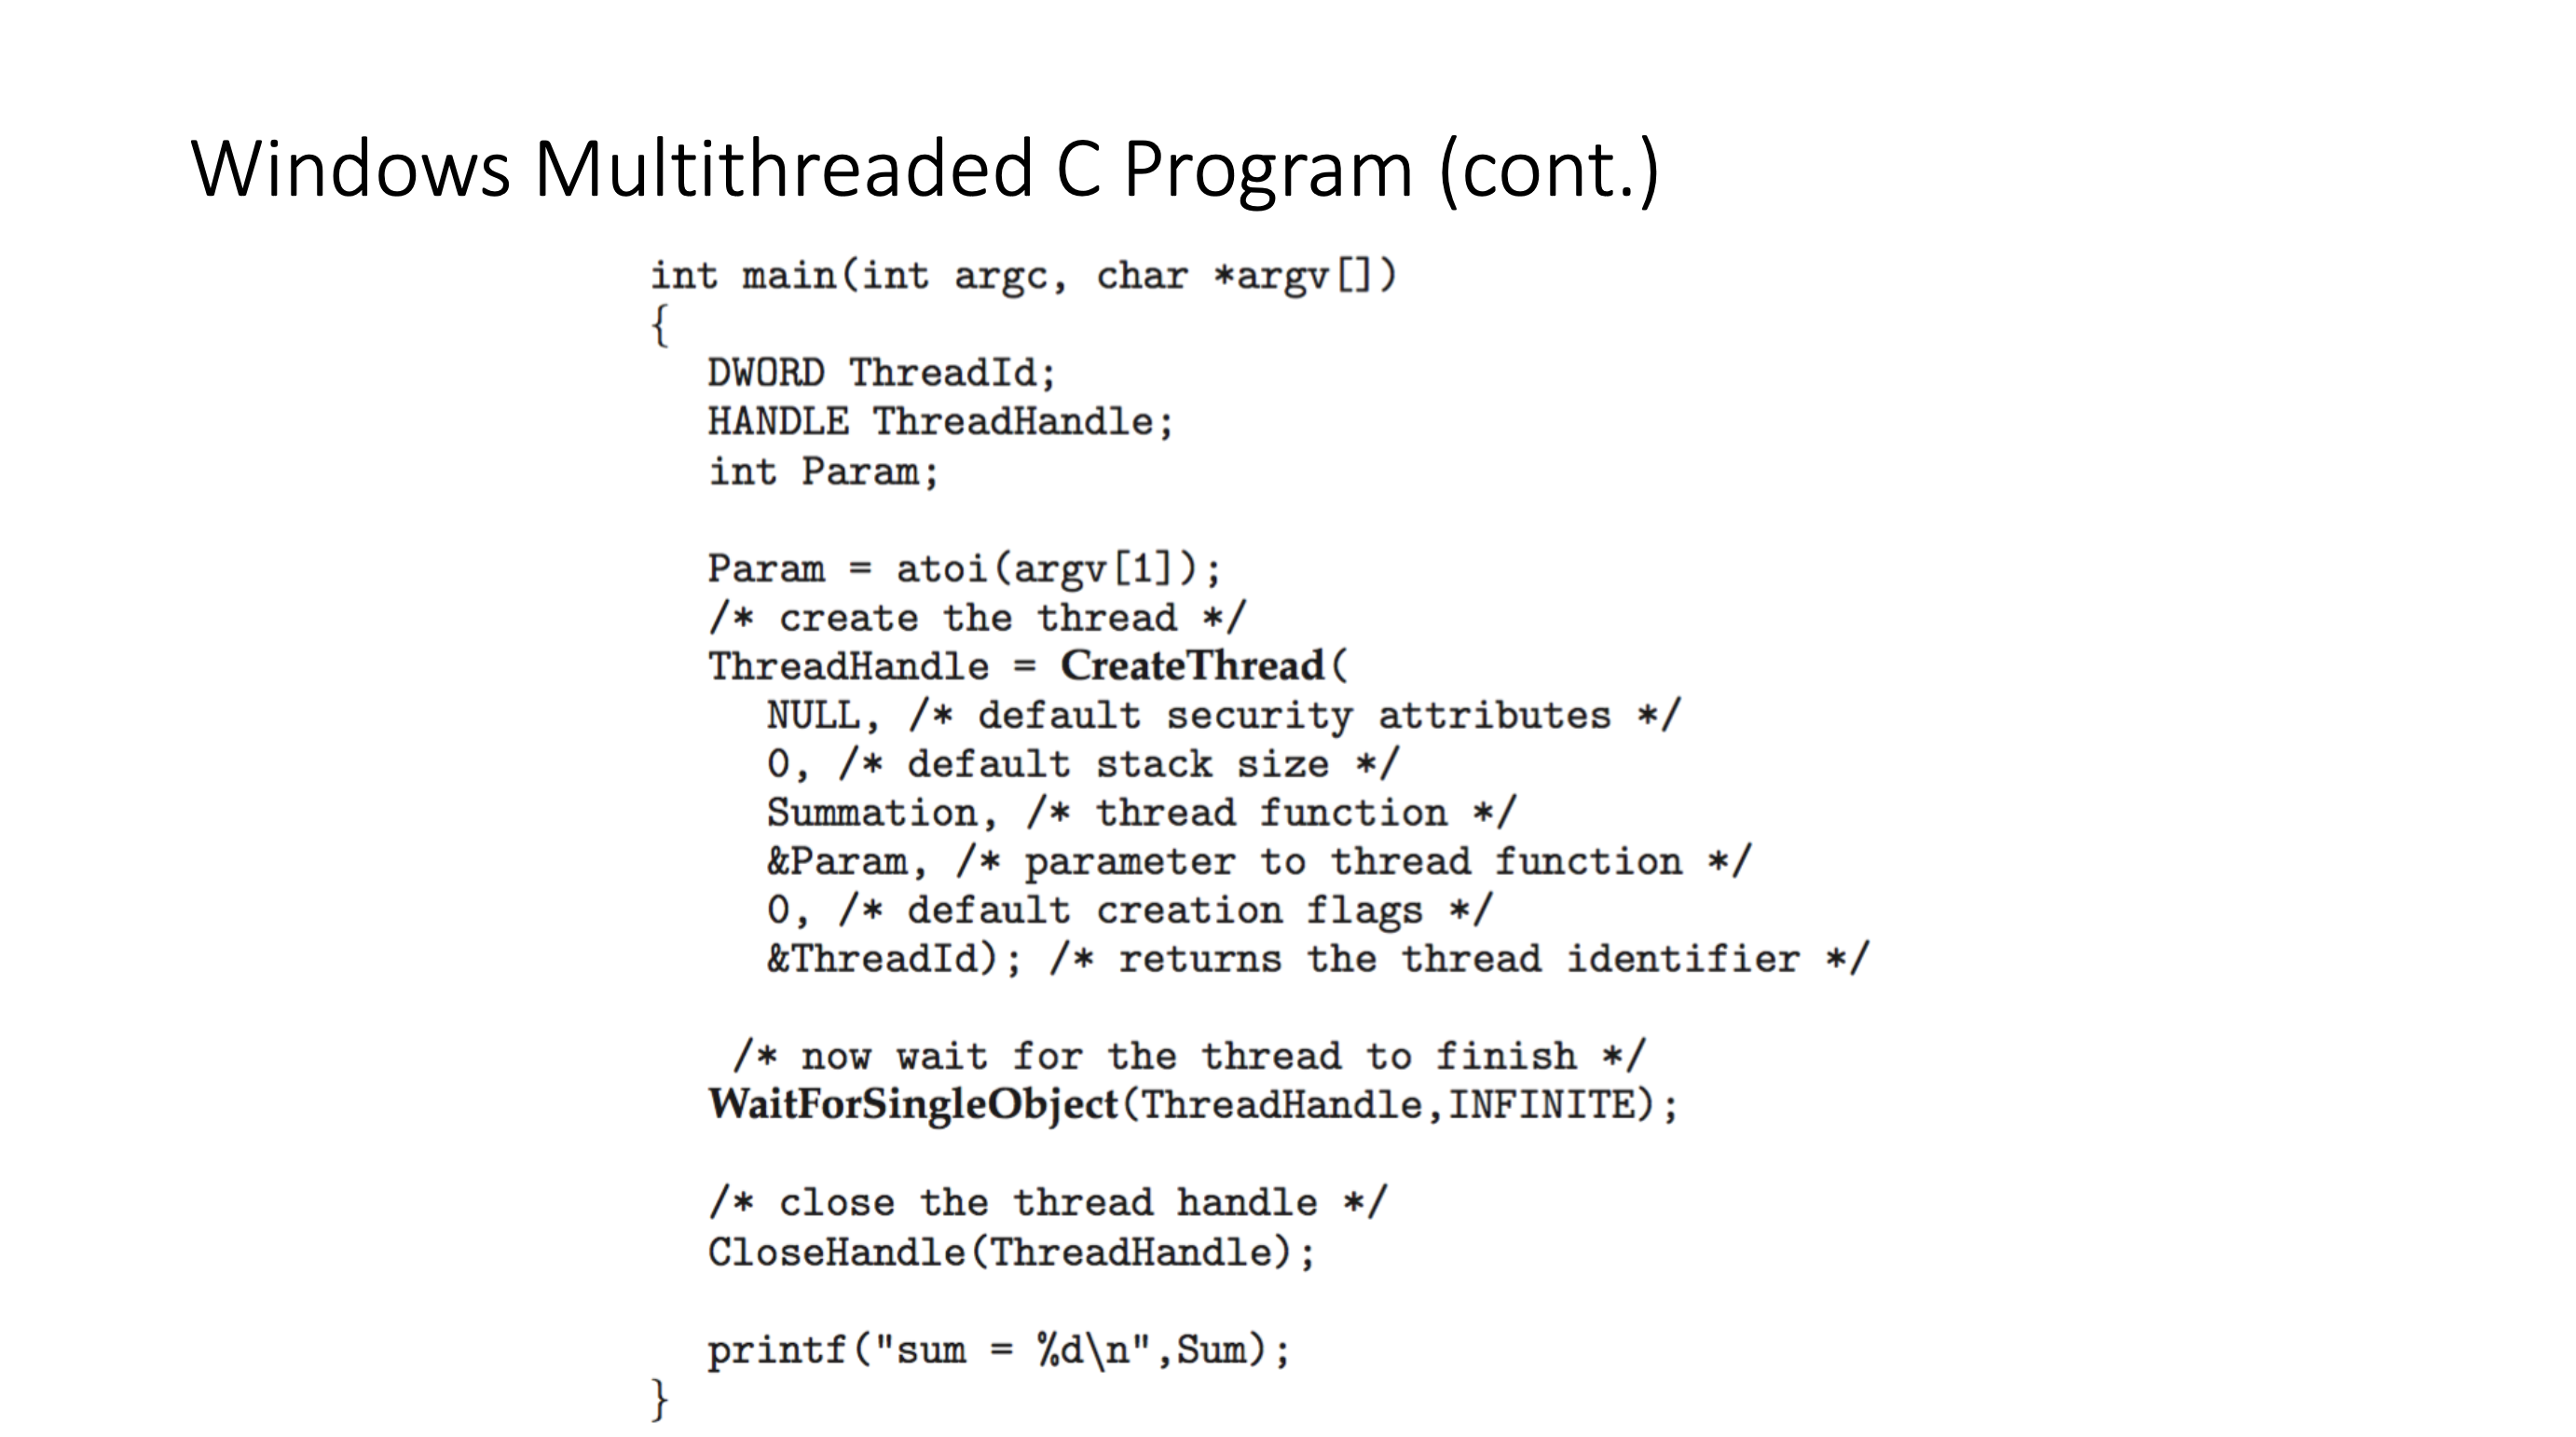 Windows Multithreaded C Program (cont.)
int main(int argc, char *argv[])
{
DWORD ThreadId;
HANDLE ThreadHandle;
int Param;
Param = atoi(argv[1]);
/* create the thread */
ThreadHandle = CreateThread(
NULL, /* default security attributes */
0, /* default stack size */
Summation, /* thread function */
&Param, /* parameter to thread function */
0, /* default creation flags */
&ThreadId); /* returns the thread identifier */
/* now wait for the thread to finish */
WaitForSingleObject(ThreadHandle,INFINITE);
/* close the thread handle */
CloseHandle(ThreadHandle);
printf("sum = %d\n",Sum);
}